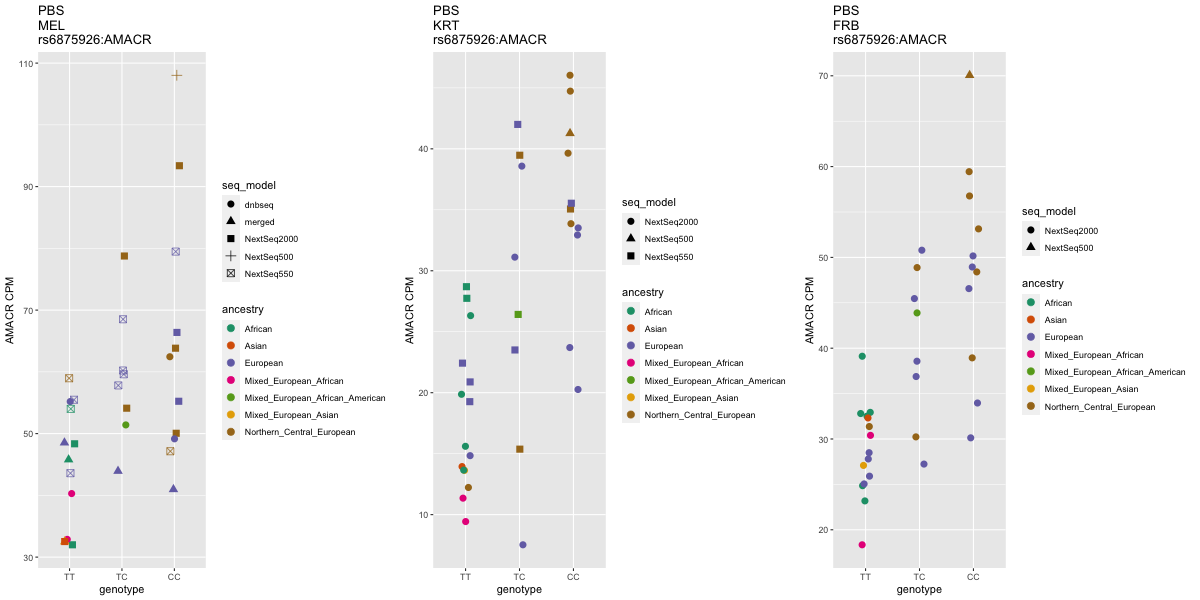 PBS
MEL
rs6875926:AMACR
110
90
70
50
30
AMACR CPM
TT
TC
CC
genotype
seq_model
dnbseq
merged
NextSeq2000
NextSeq500
NextSeq550
ancestry
African
Asian
European
Mixed_European_African
Mixed_European_African_American
Mixed_European_Asian
Northern_Central_European
PBS
KRT
rs6875926:AMACR
40
30
20
10
AMACR CPM
TT
TC
CC
genotype
seq_model
NextSeq2000
NextSeq500
NextSeq550
ancestry
African
Asian
European
Mixed_European_African
Mixed_European_African_American
Mixed_European_Asian
Northern_Central_European
PBS
FRB
rs6875926:AMACR
70
60
50
40
30
20
AMACR CPM
TT
TC
CC
genotype
seq_model
NextSeq2000
NextSeq500
ancestry
African
Asian
European
Mixed_European_African
Mixed_European_African_American
Mixed_European_Asian
Northern_Central_European